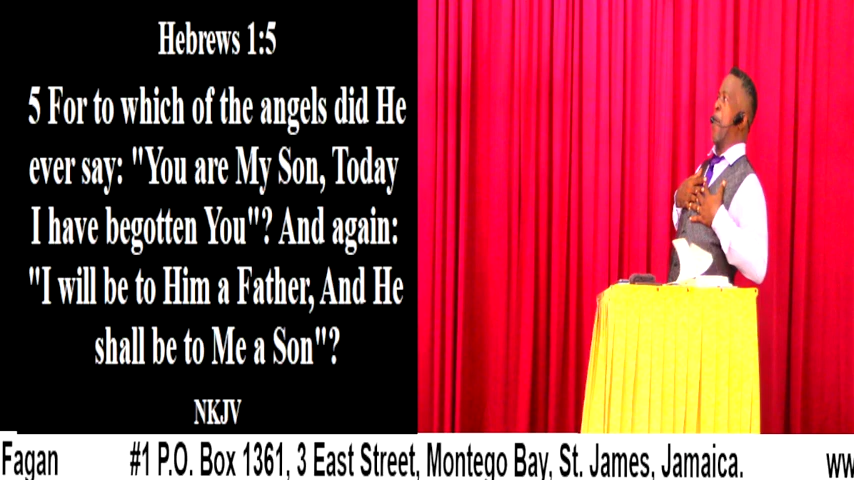 Hebrews 1:5
5 For to which of the angels did He
ever say: "You are My Son, Today
I have begotten You"? And again:
"I will be to Him a Father, And He
shall be to Me a Son"?
NKJV
Fagan #1 P.O. Box 1361, 3 East Street, Montego Bay, St. James, Jamaica. ww